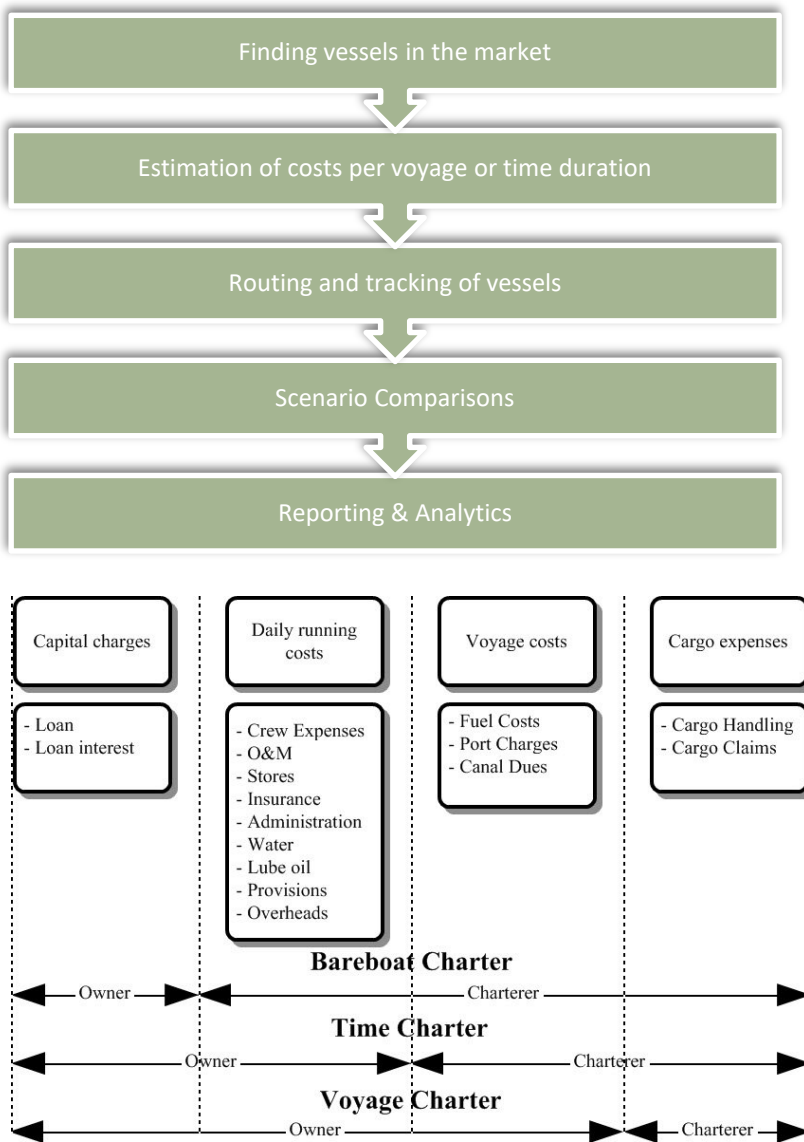 Finding vessels in the market
Estimation of costs per voyage or time duration
Routing and tracking of vessels
Scenario Comparisons
Reporting & Analytics
Capital charges
Daily running
costs
Voyage costs
Cargo expenses
- Loan
- Loan interest
- Crew Expenses
- O&M
- Stores
- Insurance
- Administration
- Water
- Lube oil
- Provisions
- Overheads
- Fuel Costs
- Port Charges
- Canal Dues
- Cargo Handling
- Cargo Claims
Bareboat Charter
Owner Charterer
Time Charter
Owner Charterer
Voyage Charter
Owner Charterer